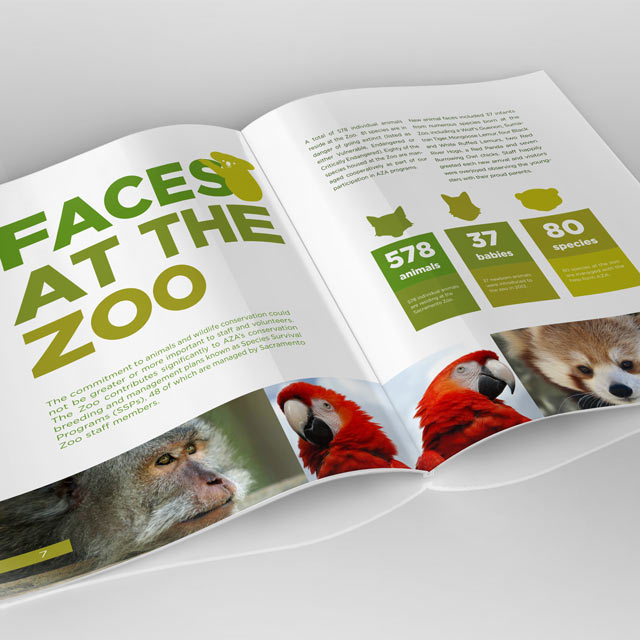 FACES
AT THE
ZOO
The commitment to animals and wildlife conservation could
not be greater or more important to staff and volunteers.
The Zoo contributes significantly to AZA's conservation
breeding and management plans known as Species Survival
Programs (SSPs), 48 of which are managed by Sacramento
Zoo staff members.
7
A total of 578 individual animals
reside at the Zoo. 10 species are in
danger of going extinct (listed as
either Vulnerable, Endangered or
Critically Endangered). Eighty of the
species housed at the Zoo are man-
aged cooperatively as part of our
participation in AZA programs.
New animal faces included 37 infants
from numerous species born at the
Zoo, including a Wolf's Guenon, Suma-
tran Tiger, Mongoose Lemur, four Black
and White Ruffed Lemurs, two Red
River Hogs, a Red Panda and seven
Burrowing Owl chicks. Staff happily
greeted each new arrival and visitors
were overjoyed observing the young-
sters with their proud parents.
578
animals
578 individual animals
are residing at the
Sacramento Zoo.
37
babies
37 newborn animals
were introduced to
the zoo in
80
species
80 species at the zoo
are managed with the
AZA.